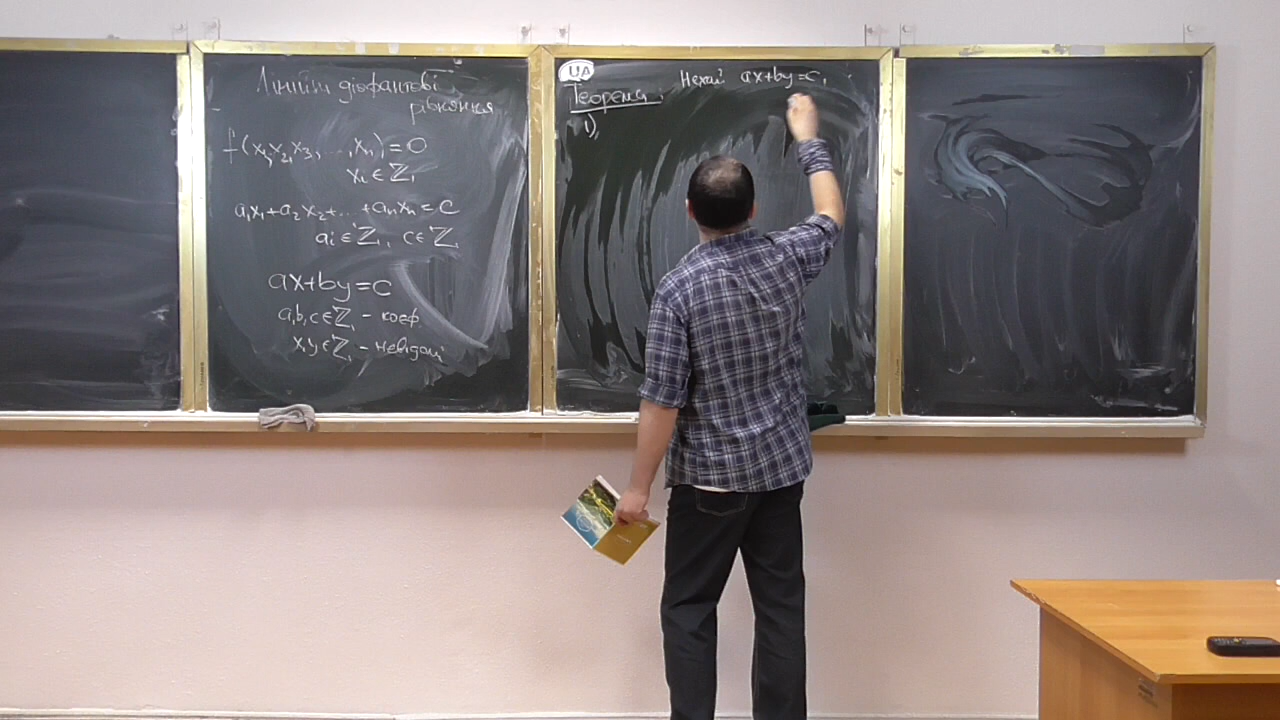 Лінійні діофантові
рівняння
f(x₁,x₂,x₃,...,xₙ)=0
xᵢ∈ℤ
a₁x₁+a₂x₂+...+aₙxₙ=c
aᵢ∈ℤ, c∈ℤ
ax+by=c
a,b,c∈ℤ - коеф.
x,y∈ℤ - невідомі
UA
Теорема. Нехай ax+by=c,
1)